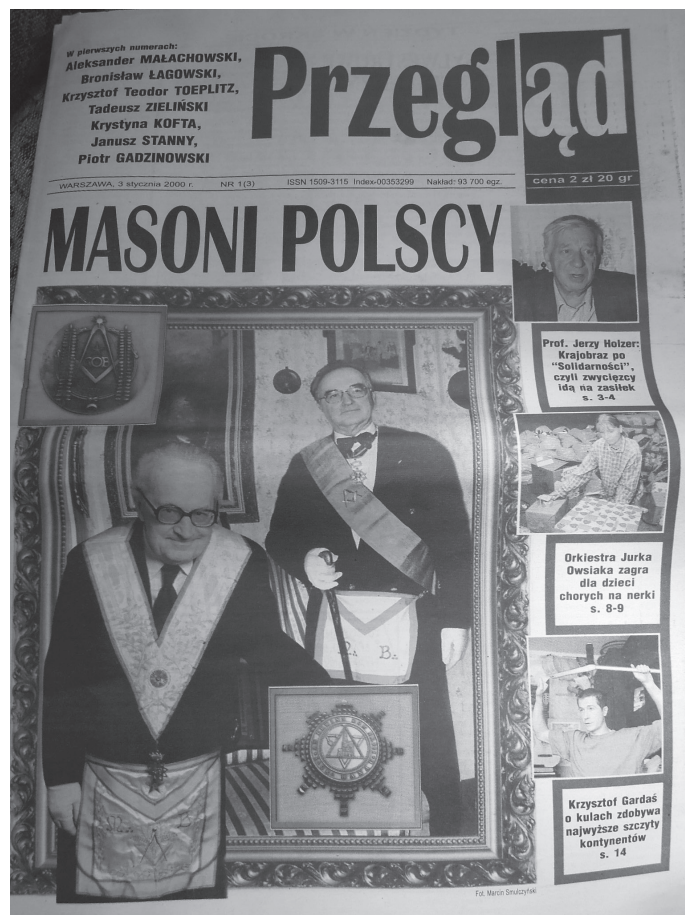 W pierwszych numerach:
Aleksander MAŁACHOWSKI,
Bronisław ŁAGOWSKI,
Krzysztof Teodor TOEPLITZ,
Tadeusz ZIELIŃSKI
Krystyna KOFTA,
Janusz STANNY,
Piotr GADZINOWSKI
Przegląd
WARSZAWA, 3 stycznia 2000 r. NR 1(3) ISSN 1509-3115 Index-00353299 Nakład: 93 700 egz.
cena 2 zł 20 gr
MASONI POLSCY
Prof. Jerzy Holzer:
Krajobraz po
"Solidarności",
czyli zwycięzcy
idą na zasiłek
s. 3-4
Orkiestra Jurka
Owsiaka zagra
dla dzieci
chorych na nerki
s. 8-9
Krzysztof Gardaś
o kulach zdobywa
najwyższe szczyty
kontynentów
s. 14
Fot. Marcin Smulczyński